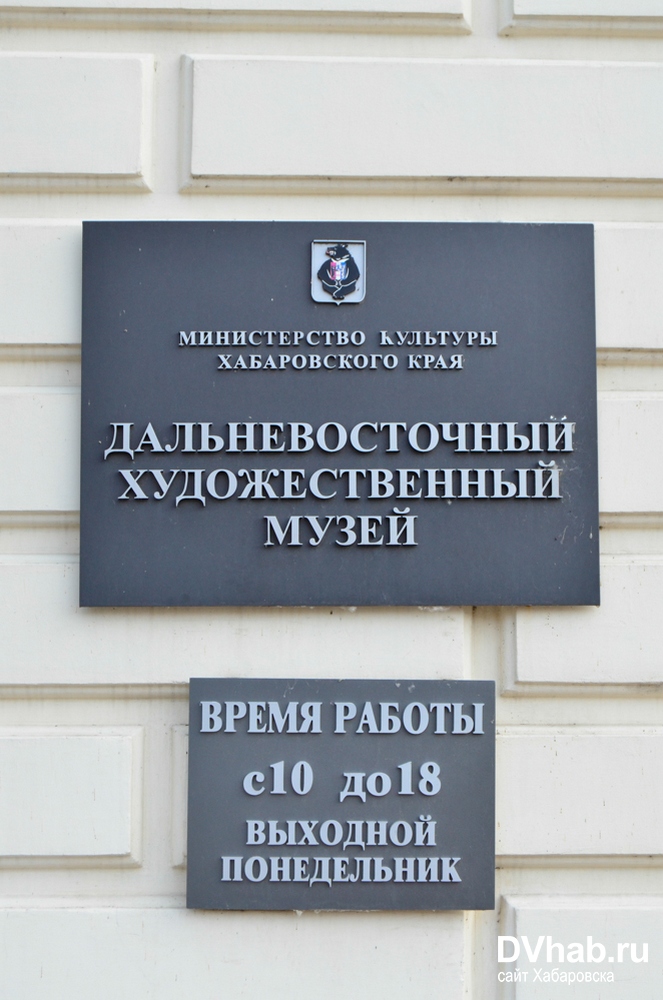 МИНИСТЕРСТВО КУЛЬТУРЫ
ХАБАРОВСКОГО КРАЯ
ДАЛЬНЕВОСТОЧНЫЙ
ХУДОЖЕСТВЕННЫЙ
МУЗЕЙ
ВРЕМЯ РАБОТЫ
с10 до18
ВЫХОДНОЙ
ПОНЕДЕЛЬНИК
DVhab.ru
сайт Хабаровска